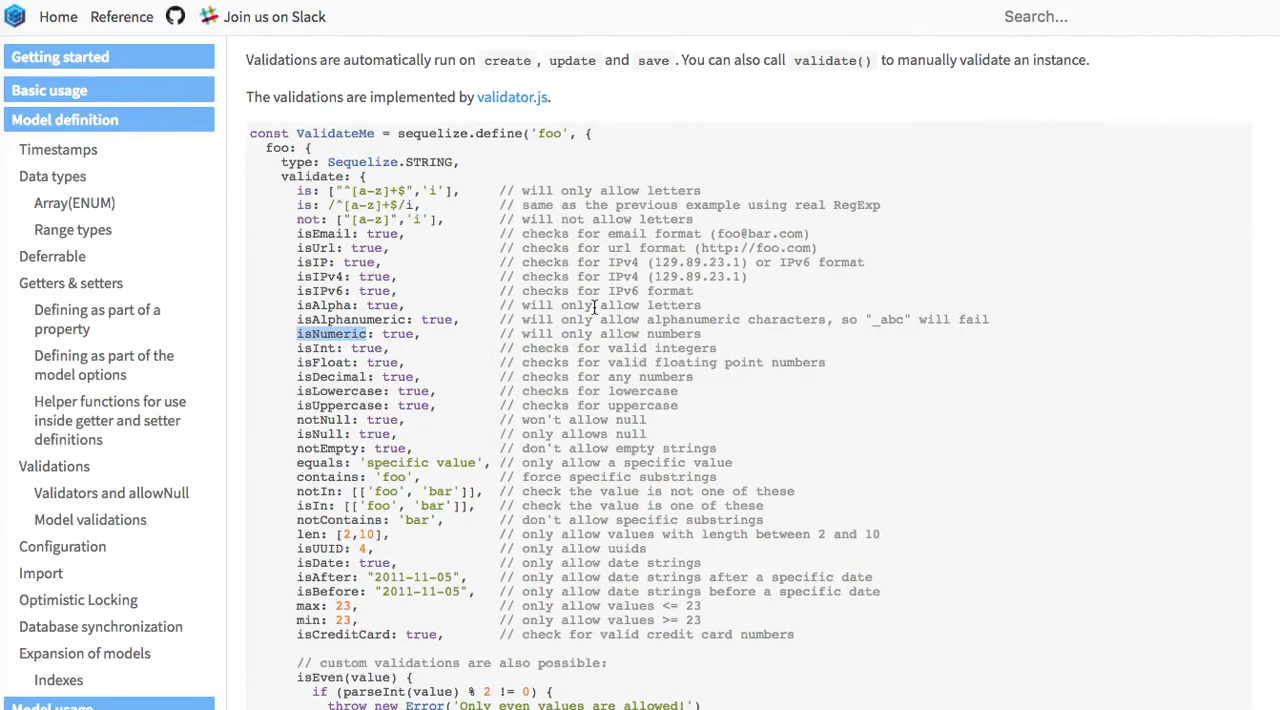 Home Reference Join us on Slack Search...
Getting started
Basic usage
Model definition
Timestamps
Data types
Array(ENUM)
Range types
Deferrable
Getters & setters
Defining as part of a
property
Defining as part of the
model options
Helper functions for use
inside getter and setter
definitions
Validations
Validators and allowNull
Model validations
Configuration
Import
Optimistic Locking
Database synchronization
Expansion of models
Indexes
Model usage
Validations are automatically run on create , update and save . You can also call validate() to manually validate an instance.
The validations are implemented by validator.js.
const ValidateMe = sequelize.define('foo', {
  foo: {
    type: Sequelize.STRING,
    validate: {
      is: ["^[a-z]+$",'i'],     // will only allow letters
      is: /^[a-z]+$/i,          // same as the previous example using real RegExp
      not: ["[a-z]",'i'],       // will not allow letters
      isEmail: true,            // checks for email format (foo@bar.com)
      isUrl: true,              // checks for url format (http://foo.com)
      isIP: true,               // checks for IPv4 (129.89.23.1) or IPv6 format
      isIPv4: true,             // checks for IPv4 (129.89.23.1)
      isIPv6: true,             // checks for IPv6 format
      isAlpha: true,            // will only allow letters
      isAlphanumeric: true,     // will only allow alphanumeric characters, so "_abc" will fail
      isNumeric: true,          // will only allow numbers
      isInt: true,              // checks for valid integers
      isFloat: true,            // checks for valid floating point numbers
      isDecimal: true,          // checks for any numbers
      isLowercase: true,        // checks for lowercase
      isUppercase: true,        // checks for uppercase
      notNull: true,            // won't allow null
      isNull: true,             // only allows null
      notEmpty: true,           // don't allow empty strings
      equals: 'specific value', // only allow a specific value
      contains: 'foo',          // force specific substrings
      notIn: [['foo', 'bar']],  // check the value is not one of these
      isIn: [['foo', 'bar']],   // check the value is one of these
      notContains: 'bar',       // don't allow specific substrings
      len: [2,10],              // only allow values with length between 2 and 10
      isUUID: 4,                // only allow uuids
      isDate: true,             // only allow date strings
      isAfter: "2011-11-05",    // only allow date strings after a specific date
      isBefore: "2011-11-05",   // only allow date strings before a specific date
      max: 23,                  // only allow values <= 23
      min: 23,                  // only allow values >= 23
      isCreditCard: true,       // check for valid credit card numbers
      // custom validations are also possible:
      isEven(value) {
        if (parseInt(value) % 2 != 0) {
          throw new Error('Only even values are allowed!')